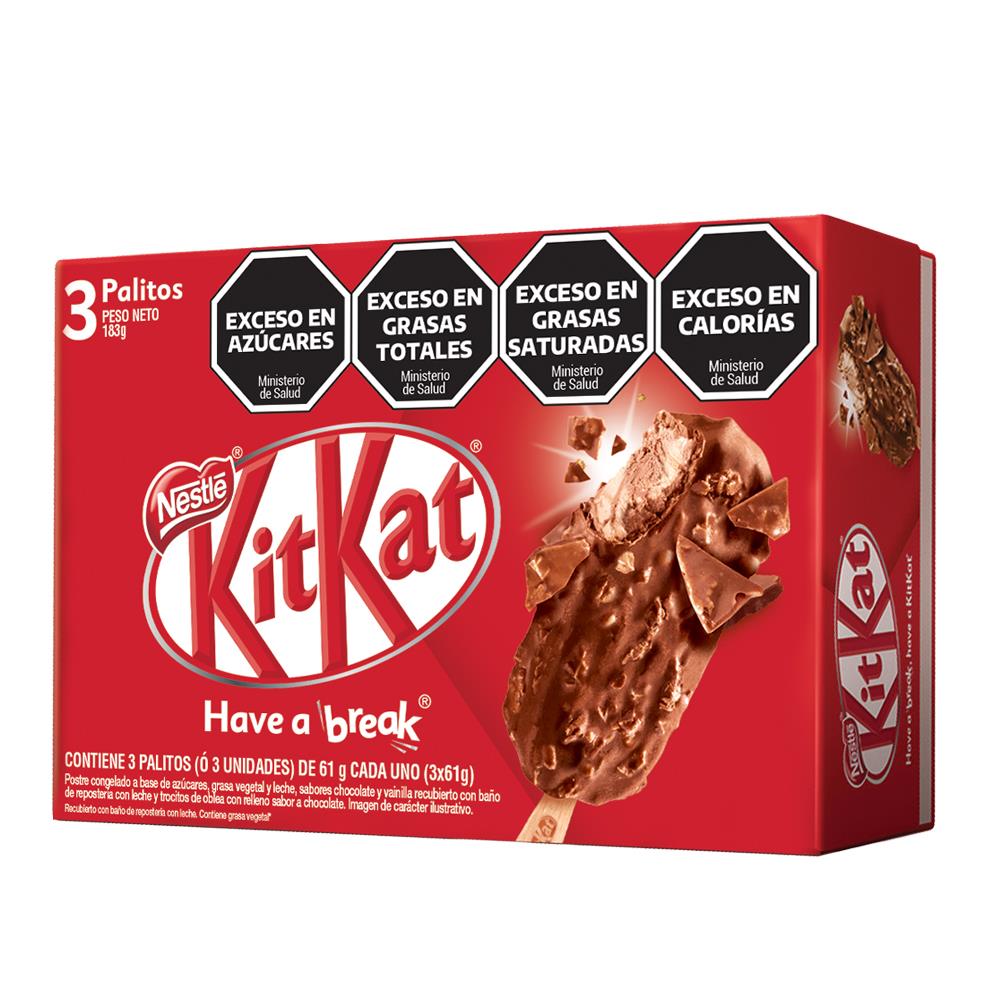 3 Palitos
PESO NETO
183g
EXCESO EN
AZÚCARES
Ministerio
de Salud
EXCESO EN
GRASAS
TOTALES
Ministerio
de Salud
EXCESO EN
GRASAS
SATURADAS
Ministerio
de Salud
EXCESO EN
CALORÍAS
Ministerio
de Salud
Nestlé®
KitKat®
Have a break®
CONTIENE 3 PALITOS (Ó 3 UNIDADES) DE 61 g CADA UNO (3x61g)
Postre congelado a base de azúcares, grasa vegetal y leche, sabores chocolate y vainilla recubierto con baño
de repostería con leche y trocitos de oblea con relleno sabor a chocolate. Imagen de carácter ilustrativo.
Recubierto con baño de repostería con leche. Contiene grasa vegetal*
KitKat
Nestlé
KitKat
Have a break, have a KitKat®